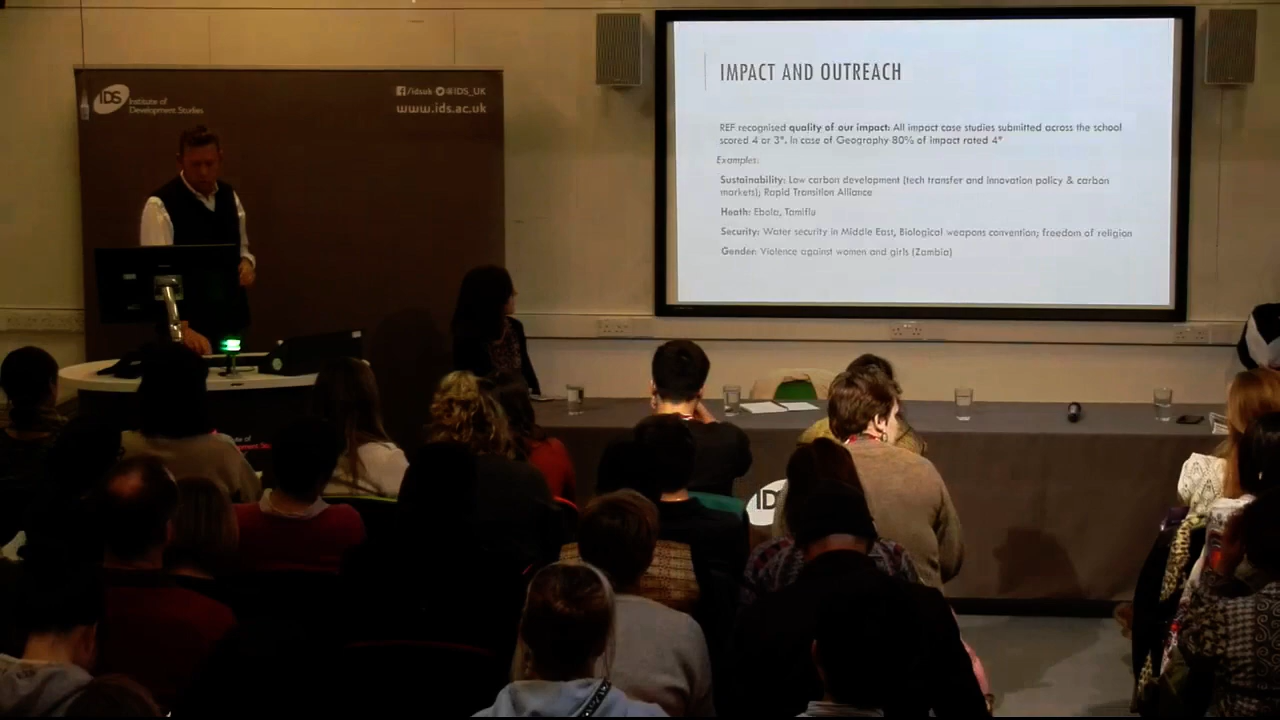 IDS Institute of
Development Studies
/idsuk @IDS_UK
www.ids.ac.uk
IMPACT AND OUTREACH
REF recognised quality of our impact: All impact case studies submitted across the school
scored 4 or 3*. In case of Geography 80% of impact rated 4*
Examples:
Sustainability: Low carbon development (tech transfer and innovation policy & carbon
markets); Rapid Transition Alliance
Heath: Ebola, Tamiflu
Security: Water security in Middle East, Biological weapons convention; freedom of religion
Gender: Violence against women and girls (Zambia)